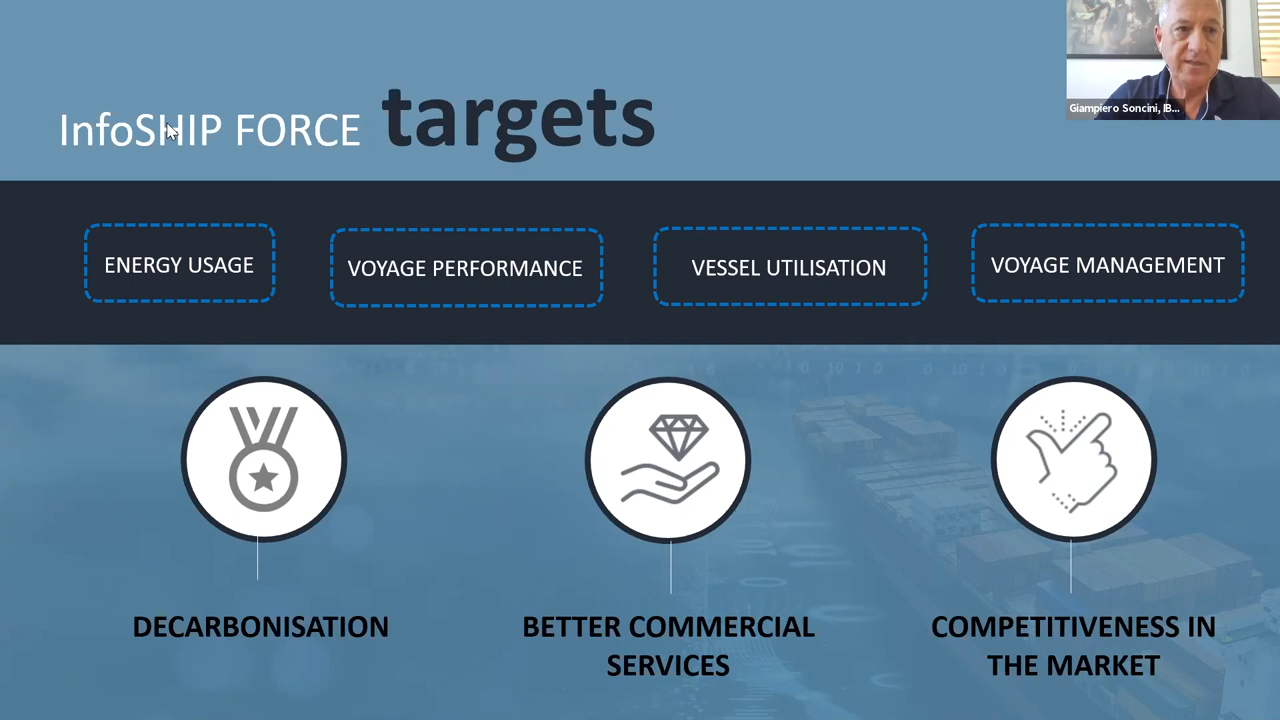 InfoSHIP FORCE targets
Giampiero Soncini, IB...
ENERGY USAGE
VOYAGE PERFORMANCE
VESSEL UTILISATION
VOYAGE MANAGEMENT
DECARBONISATION
BETTER COMMERCIAL
SERVICES
COMPETITIVENESS IN
THE MARKET